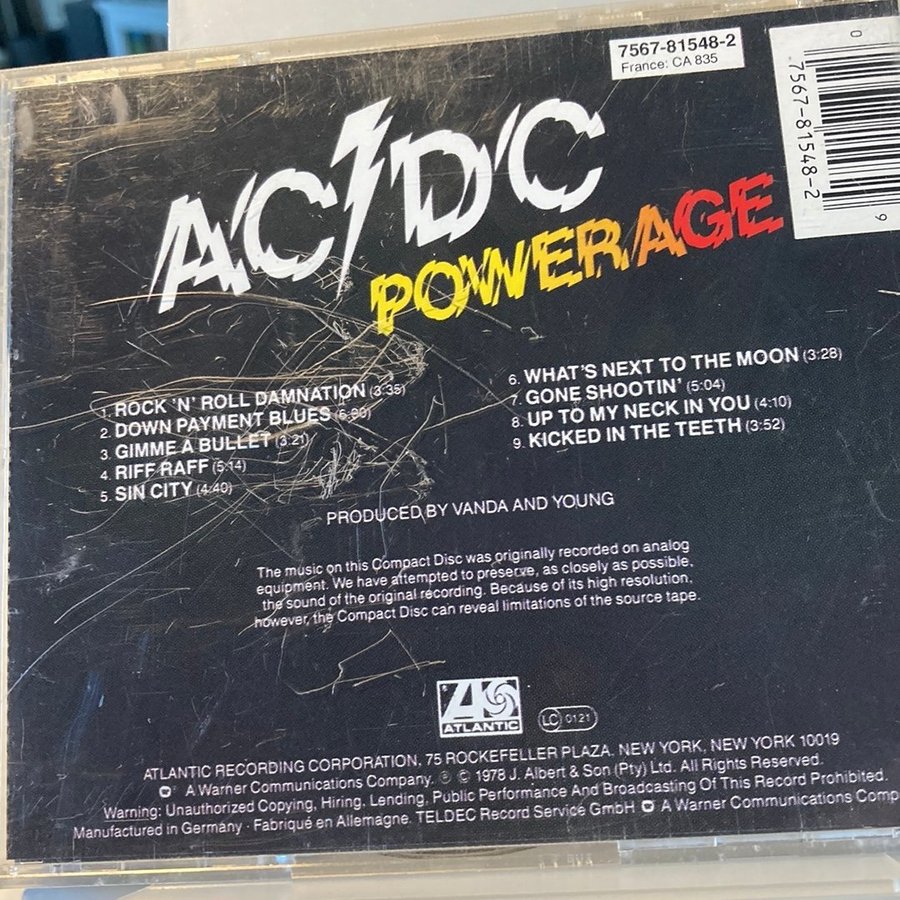 7567-81548-2
France: CA 835
0
7567-81548-2
9
AC/DC
POWERAGE
1. ROCK 'N' ROLL DAMNATION (3:35)
2. DOWN PAYMENT BLUES
3. GIMME A BULLET (3:21)
4. RIFF RAFF (5:14)
5. SIN CITY (4:40)
6. WHAT'S NEXT TO THE MOON (3:28)
7. GONE SHOOTIN' (5:04)
8. UP TO MY NECK IN YOU (4:10)
9. KICKED IN THE TEETH (3:52)
PRODUCED BY VANDA AND YOUNG
The music on this Compact Disc was originally recorded on analog
equipment. We have attempted to preserve, as closely as possible,
the sound of the original recording. Because of its high resolution,
however, the Compact Disc can reveal limitations of the source tape.
ATLANTIC
LC 0121
ATLANTIC RECORDING CORPORATION, 75 ROCKEFELLER PLAZA, NEW YORK, NEW YORK 10019
A Warner Communications Company. ℗ © 1978 J. Albert & Son (Pty) Ltd. All Rights Reserved.
Warning: Unauthorized Copying, Hiring, Lending, Public Performance And Broadcasting Of This Record Prohibited.
Manufactured in Germany · Fabriqué en Allemagne. TELDEC Record Service GmbH A Warner Communications Comp